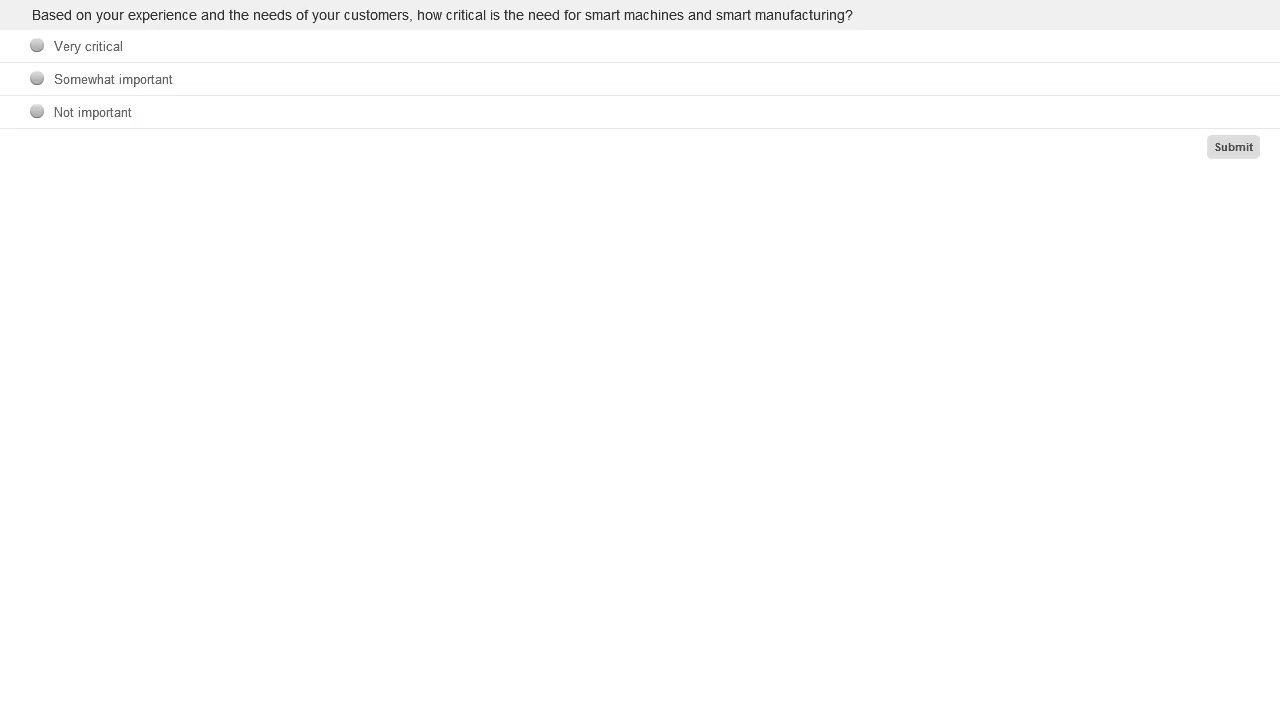 Based on your experience and the needs of your customers, how critical is the need for smart machines and smart manufacturing?
Very critical
Somewhat important
Not important
Submit